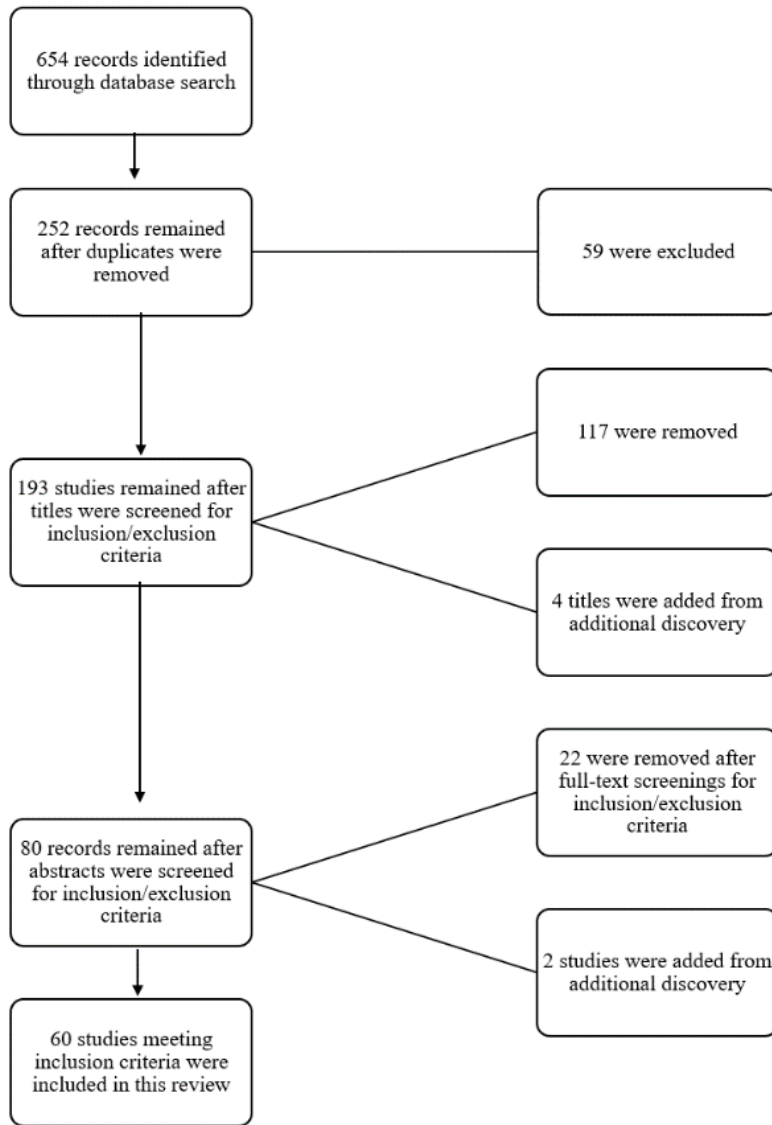 654 records identified
through database search
252 records remained
after duplicates were
removed
59 were excluded
117 were removed
193 studies remained after
titles were screened for
inclusion/exclusion
criteria
4 titles were added from
additional discovery
22 were removed after
full-text screenings for
inclusion/exclusion
criteria
80 records remained after
abstracts were screened
for inclusion/exclusion
criteria
2 studies were added from
additional discovery
60 studies meeting
inclusion criteria were
included in this review